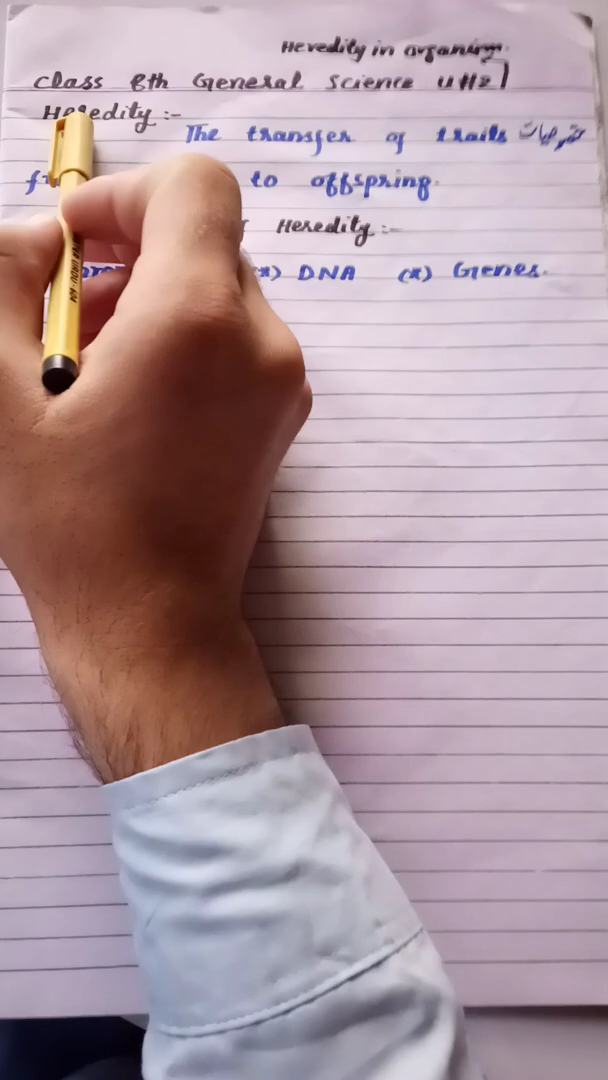 Heredity in organism.
Class 8th General Science U#2
Heredity :-
The transfer of traits خصوصیات
to offspring.
Heredity :-
DNA (*) Genes.